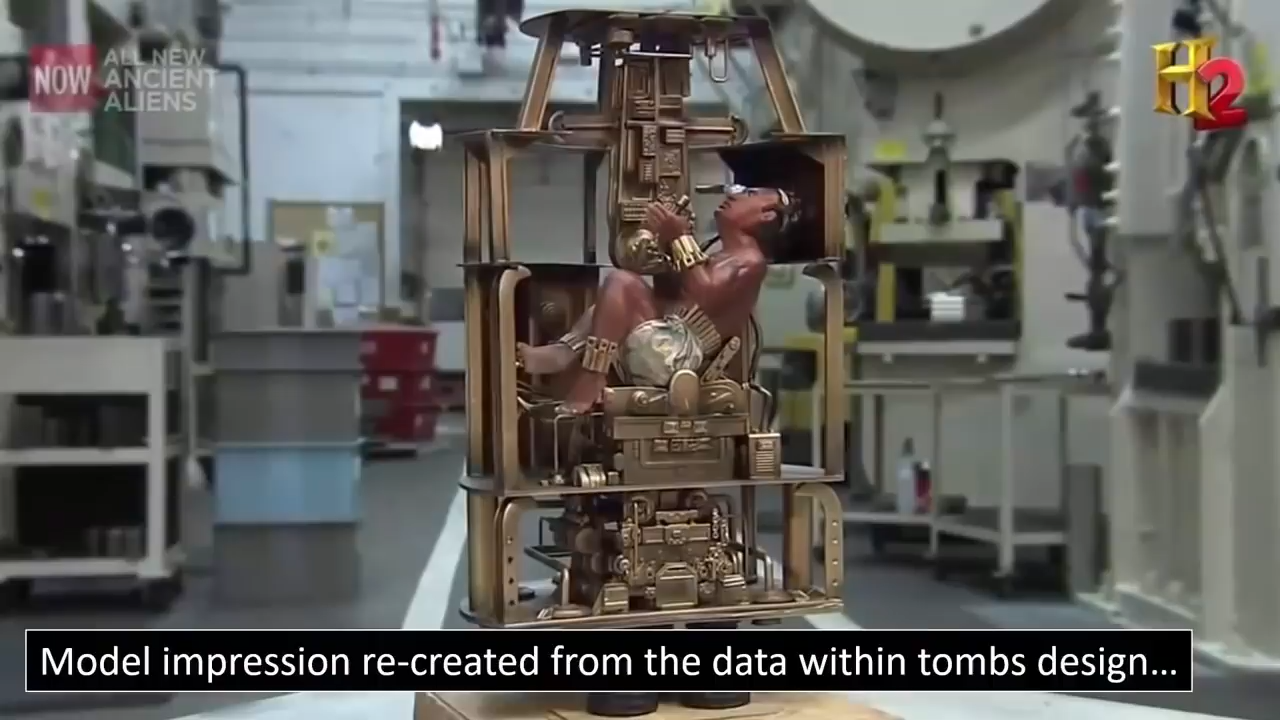 NOW
ALL NEW
ANCIENT
ALIENS
H2
Model impression re-created from the data within tombs design...